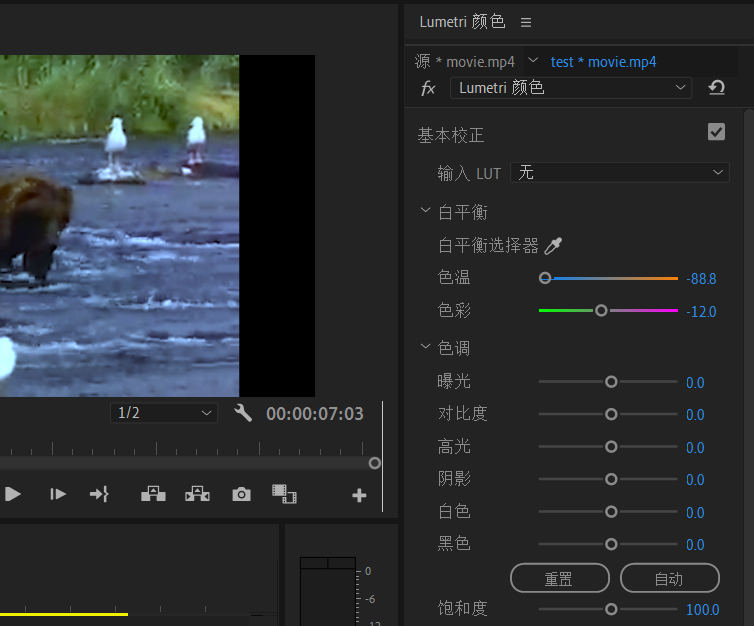 Lumetri 颜色
源 * movie.mp4 test * movie.mp4
fx Lumetri 颜色
基本校正
输入 LUT 无
白平衡
白平衡选择器
色温 -88.8
色彩 -12.0
色调
曝光 0.0
对比度 0.0
高光 0.0
阴影 0.0
白色 0.0
黑色 0.0
重置 自动
饱和度 100.0
1/2 00:00:07:03
0
-6
-12